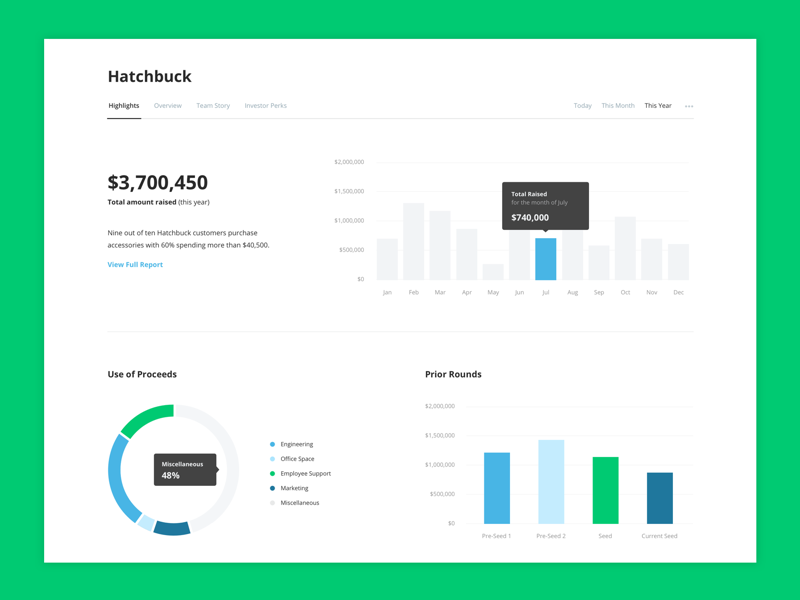 Hatchbuck
Highlights Overview Team Story Investor Perks Today This Month This Year
$3,700,450
Total amount raised (this year)
Nine out of ten Hatchbuck customers purchase
accessories with 60% spending more than $40,500.
View Full Report
$2,000,000
$1,500,000
$1,000,000
$500,000
$0
Total Raised
for the month of July
$740,000
Jan Feb Mar Apr May Jun Jul Aug Sep Oct Nov Dec
Use of Proceeds
Miscellaneous
48%
Engineering
Office Space
Employee Support
Marketing
Miscellaneous
Prior Rounds
$2,000,000
$1,500,000
$1,000,000
$500,000
$0
Pre-Seed 1 Pre-Seed 2 Seed Current Seed